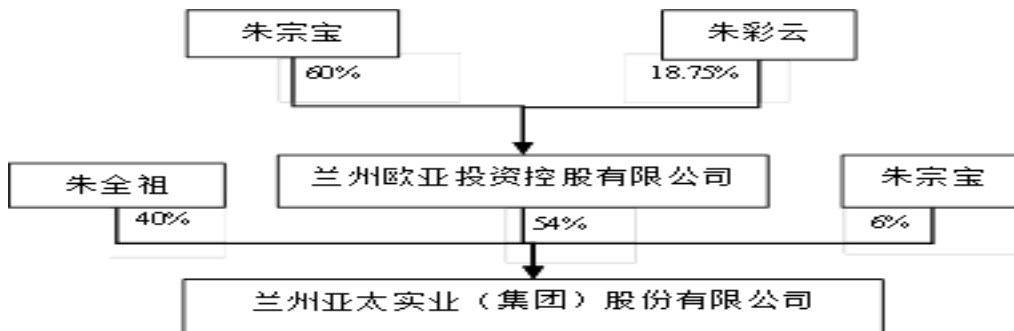 朱宗宝
朱彩云
60%
18.75%
朱全祖
兰州欧亚投资控股有限公司
朱宗宝
40%
54%
6%
兰州亚太实业（集团）股份有限公司